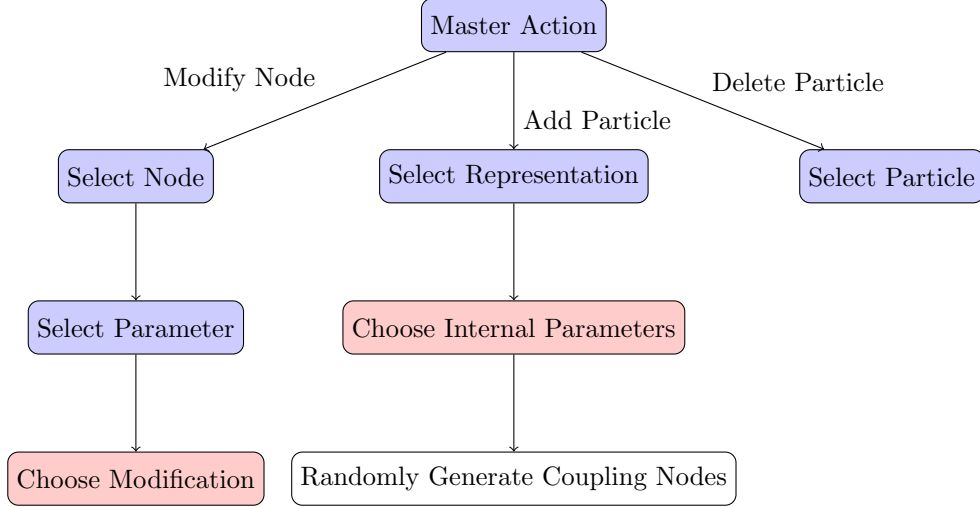 Master Action
Modify Node
Delete Particle
Add Particle
Select Node
Select Representation
Select Particle
Select Parameter
Choose Internal Parameters
Choose Modification
Randomly Generate Coupling Nodes